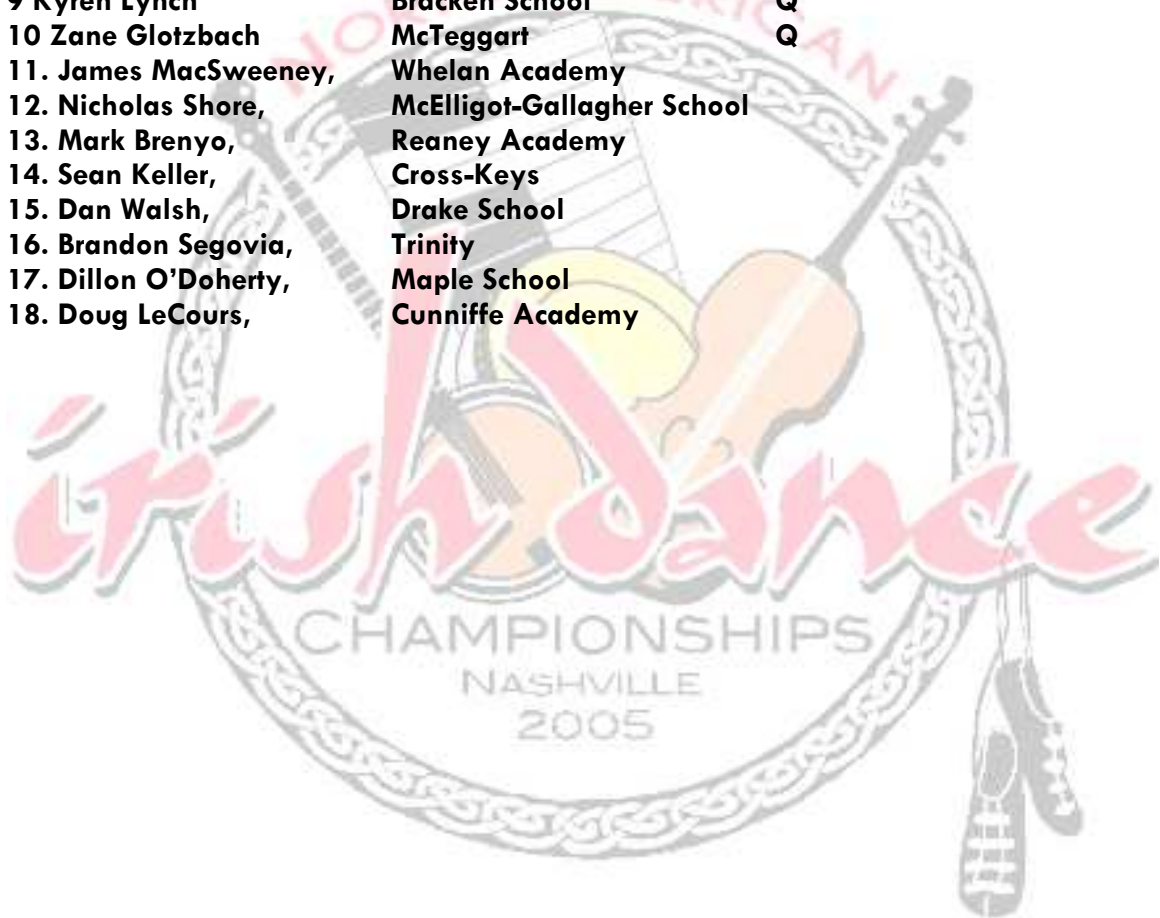 9 Kyren Lynch Bracken School Q
10 Zane Glotzbach McTeggart Q
11. James MacSweeney, Whelan Academy
12. Nicholas Shore, McElligot-Gallagher School
13. Mark Brenyo, Reaney Academy
14. Sean Keller, Cross-Keys
15. Dan Walsh, Drake School
16. Brandon Segovia, Trinity
17. Dillon O’Doherty, Maple School
18. Doug LeCours, Cunniffe Academy
NORTH AMERICAN
irish dance
CHAMPIONSHIPS
NASHVILLE
2005